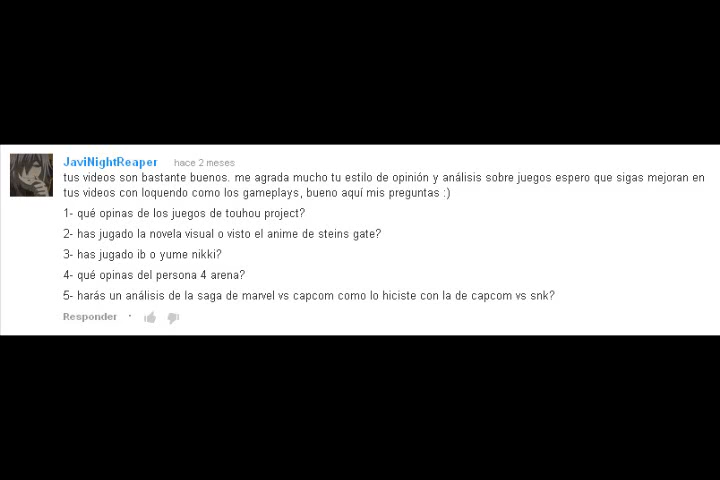 JaviNightReaper hace 2 meses
tus videos son bastante buenos. me agrada mucho tu estilo de opinión y análisis sobre juegos espero que sigas mejoran en
tus videos con loquendo como los gameplays, bueno aquí mis preguntas :)
1- qué opinas de los juegos de touhou project?
2- has jugado la novela visual o visto el anime de steins gate?
3- has jugado ib o yume nikki?
4- qué opinas del persona 4 arena?
5- harás un análisis de la saga de marvel vs capcom como lo hiciste con la de capcom vs snk?
Responder ·